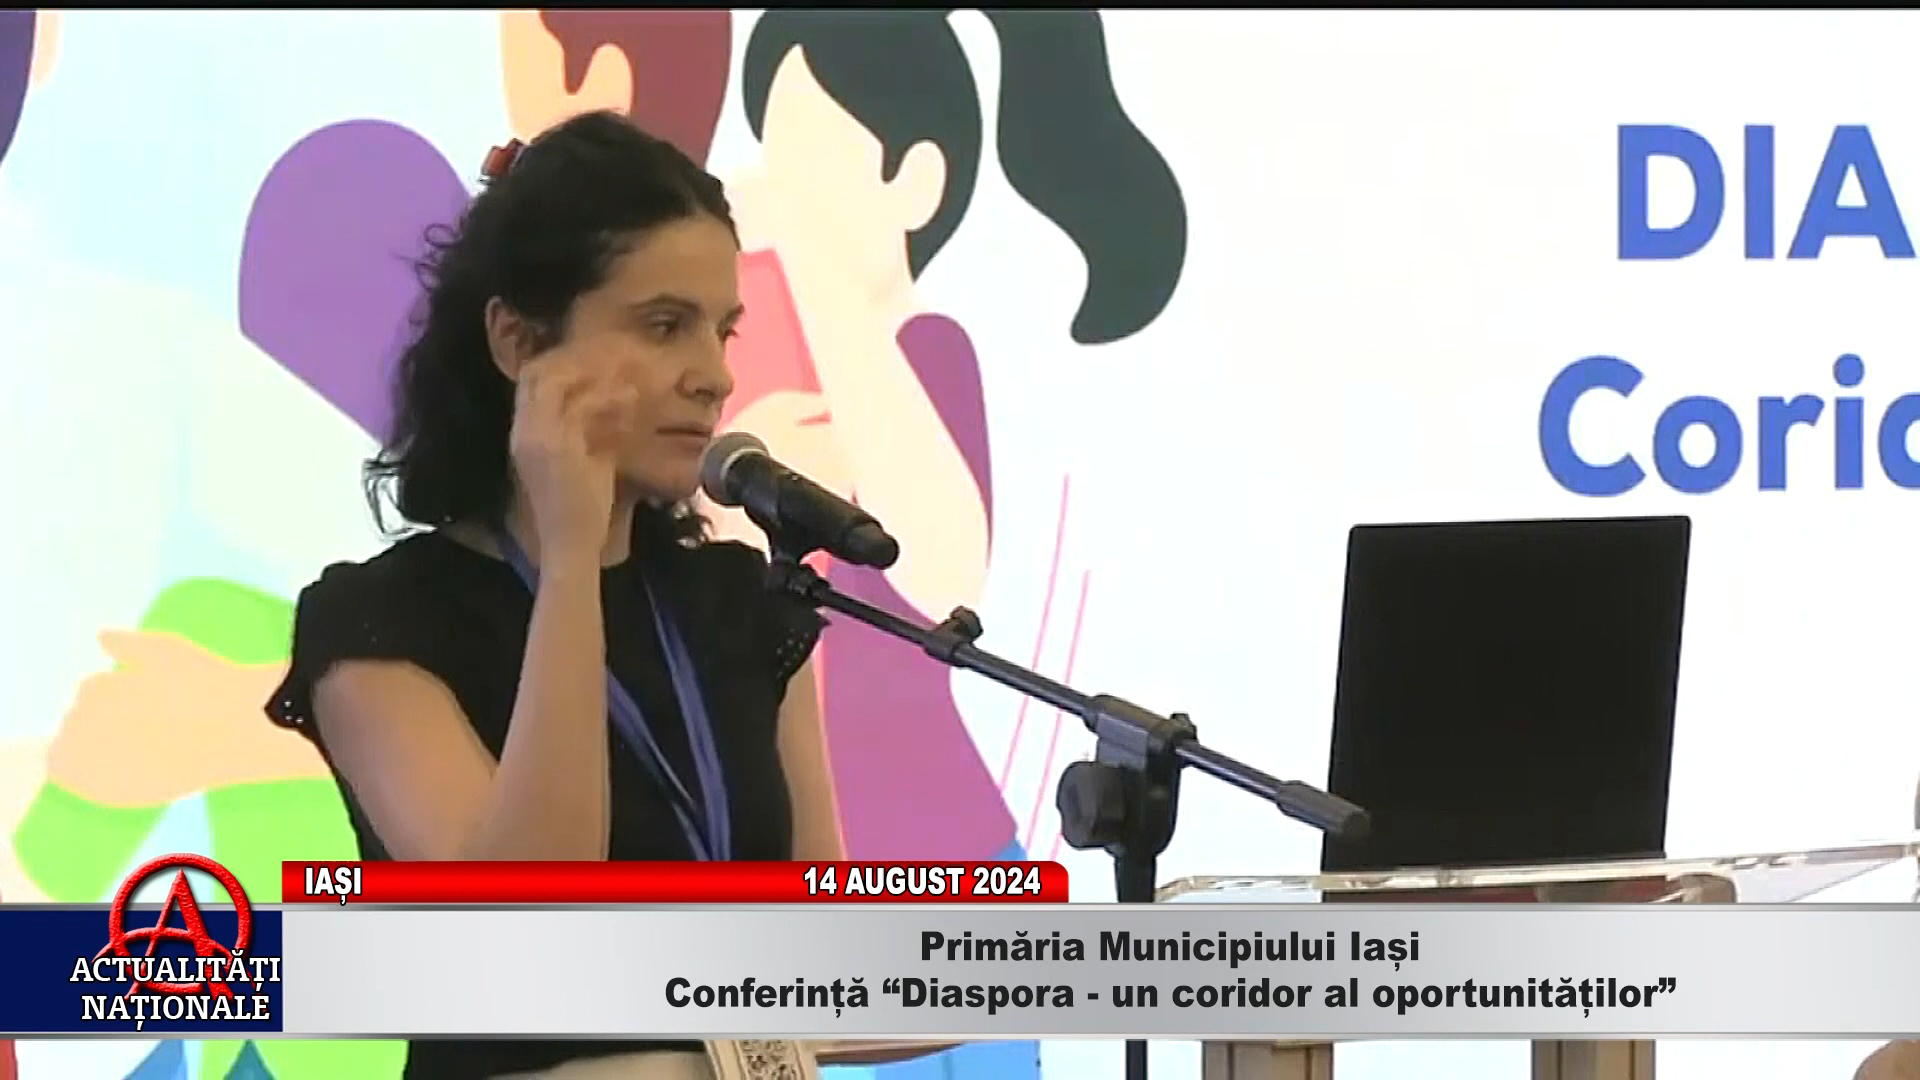 DIA
Corid
IAȘI
14 AUGUST 2024
ACTUALITĂȚI
NAȚIONALE
Primăria Municipiului Iași
Conferință “Diaspora - un coridor al oportunităților”